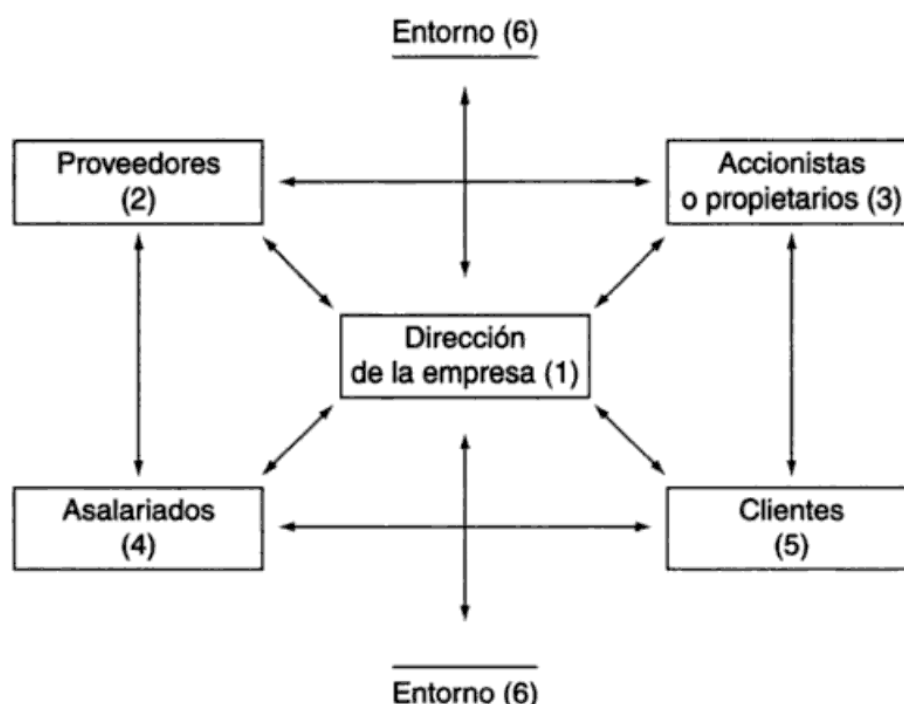 Entorno (6)
Proveedores
(2)
Accionistas
o propietarios (3)
Dirección
de la empresa (1)
Asalariados
(4)
Clientes
(5)
Entorno (6)